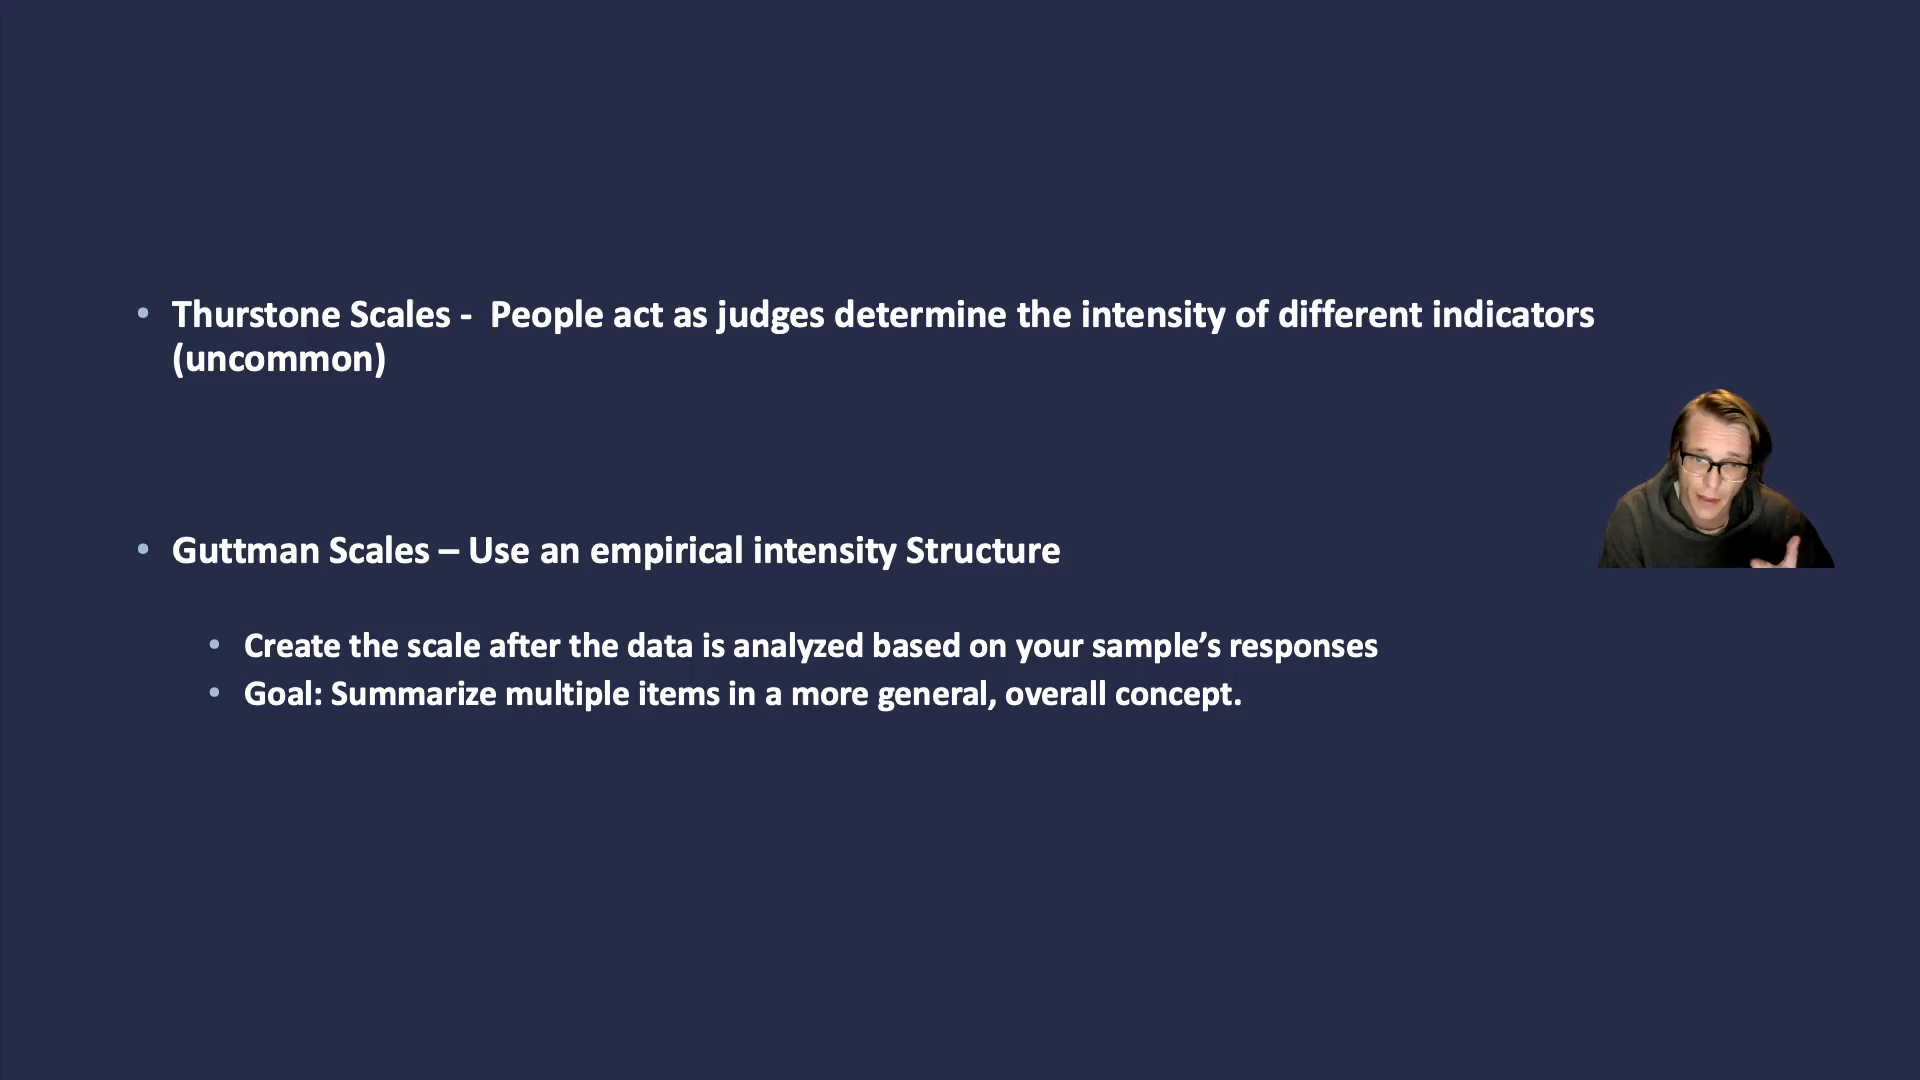 • Thurstone Scales -  People act as judges determine the intensity of different indicators
(uncommon)
• Guttman Scales – Use an empirical intensity Structure
• Create the scale after the data is analyzed based on your sample’s responses
• Goal: Summarize multiple items in a more general, overall concept.